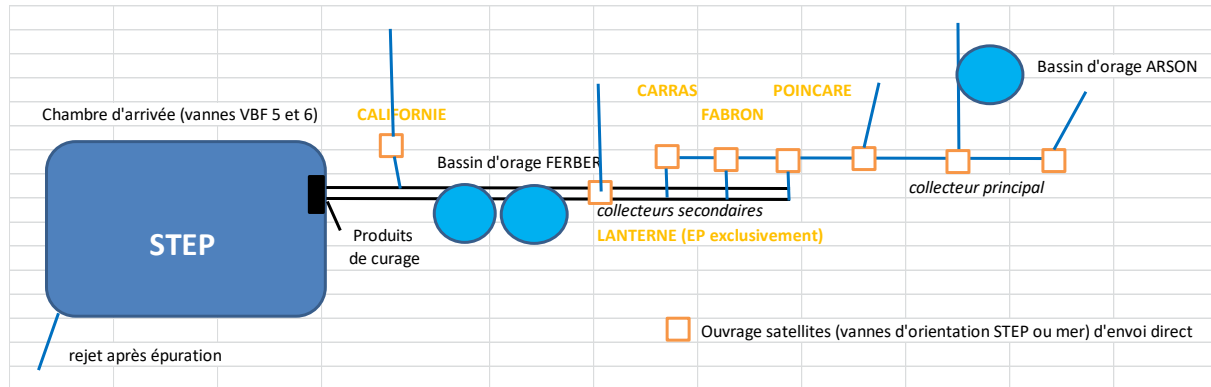 Bassin d'orage ARSON
CARRAS
POINCARE
Chambre d'arrivée (vannes VBF 5 et 6)
CALIFORNIE
FABRON
Bassin d'orage FERBER
collecteur principal
collecteurs secondaires
STEP
Produits
de curage
LANTERNE (EP exclusivement)
Ouvrage satellites (vannes d'orientation STEP ou mer) d'envoi direct
rejet après épuration